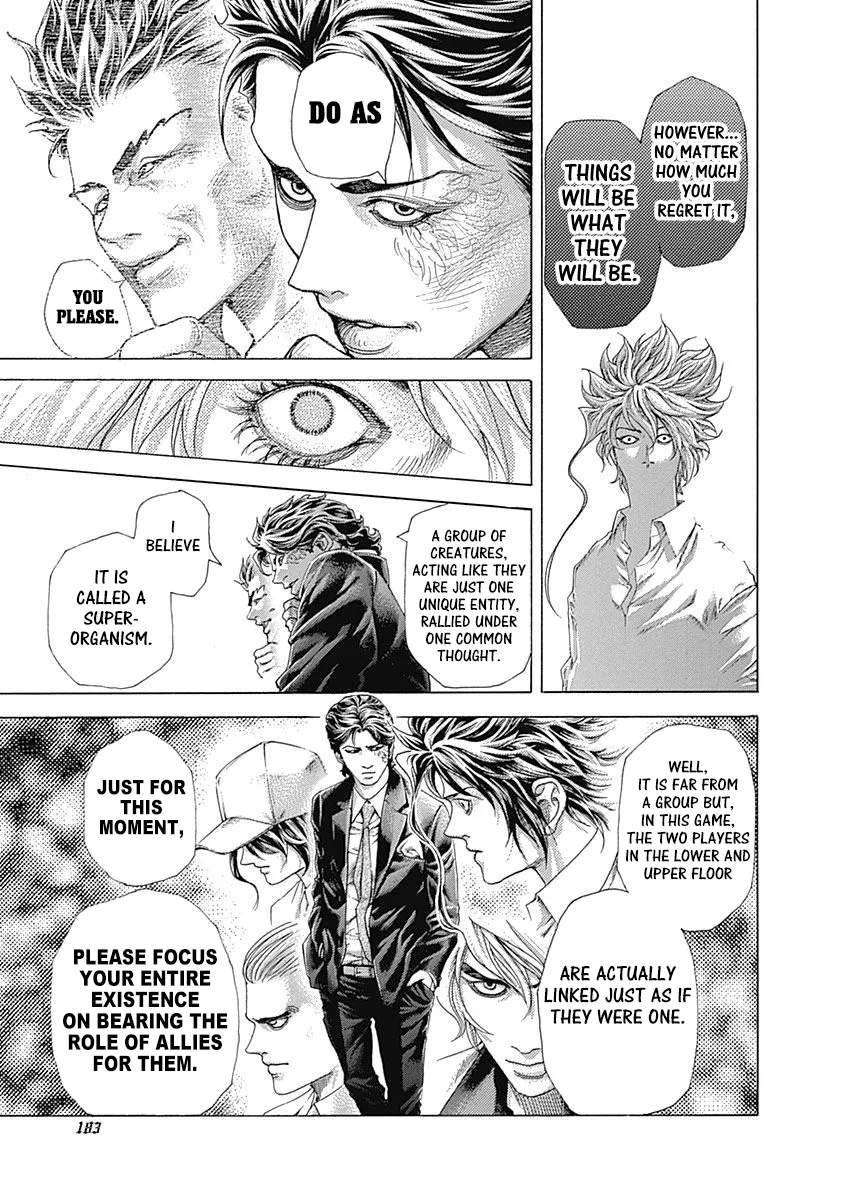 HOWEVER...
NO MATTER
HOW MUCH
YOU
REGRET IT,
THINGS
WILL BE
WHAT
THEY
WILL BE.
DO AS
YOU
PLEASE.
A GROUP OF
CREATURES,
ACTING LIKE THEY
ARE JUST ONE
UNIQUE ENTITY,
RALLIED UNDER
ONE COMMON
THOUGHT.
I
BELIEVE
IT IS
CALLED A
SUPER-
ORGANISM.
WELL,
IT IS FAR FROM
A GROUP BUT,
IN THIS GAME,
THE TWO PLAYERS
IN THE LOWER AND
UPPER FLOOR
ARE ACTUALLY
LINKED JUST AS IF
THEY WERE ONE.
JUST FOR
THIS
MOMENT,
PLEASE FOCUS
YOUR ENTIRE
EXISTENCE
ON BEARING THE
ROLE OF ALLIES
FOR THEM.
183